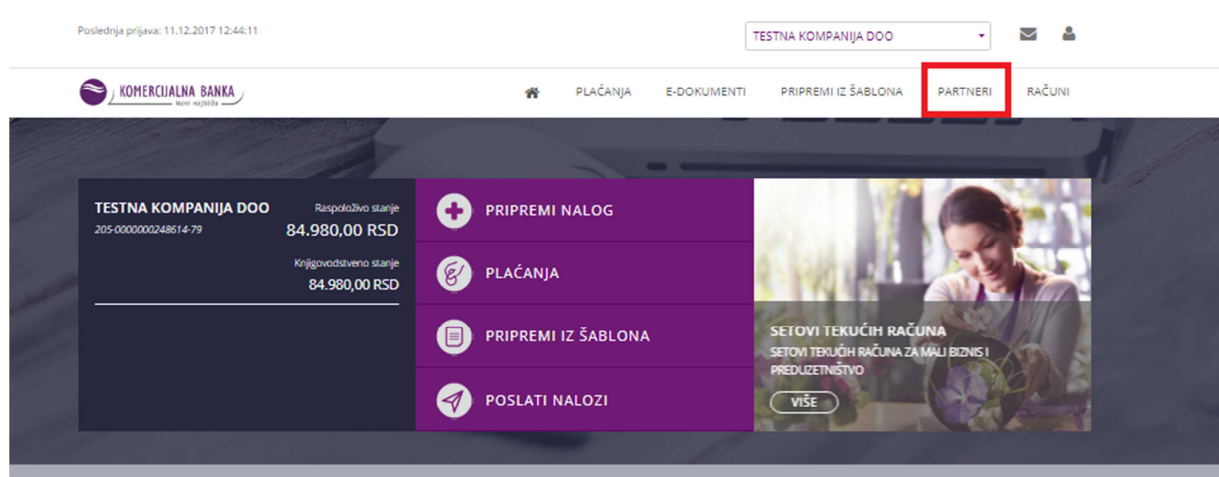 Poslednja prijava: 11.12.2017 12:44:11
TESTNA KOMPANIJA DOO
KOMERCIJALNA BANKA
PLAĆANJA
E-DOKUMENTI
PRIPREMI IZ ŠABLONA
PARTNERI
RAČUNI
TESTNA KOMPANIJA DOO
205-0000000248614-79
Raspoloživo stanje
84.980,00 RSD
Knjigovodstveno stanje
84.980,00 RSD
PRIPREMI NALOG
PLAĆANJA
PRIPREMI IZ ŠABLONA
POSLATI NALOZI
SETOVI TEKUĆIH RAČUNA
SETOVI TEKUĆIH RAČUNA ZA MALI BIZNIS I
PREDUZETNIŠTVO
VIŠE